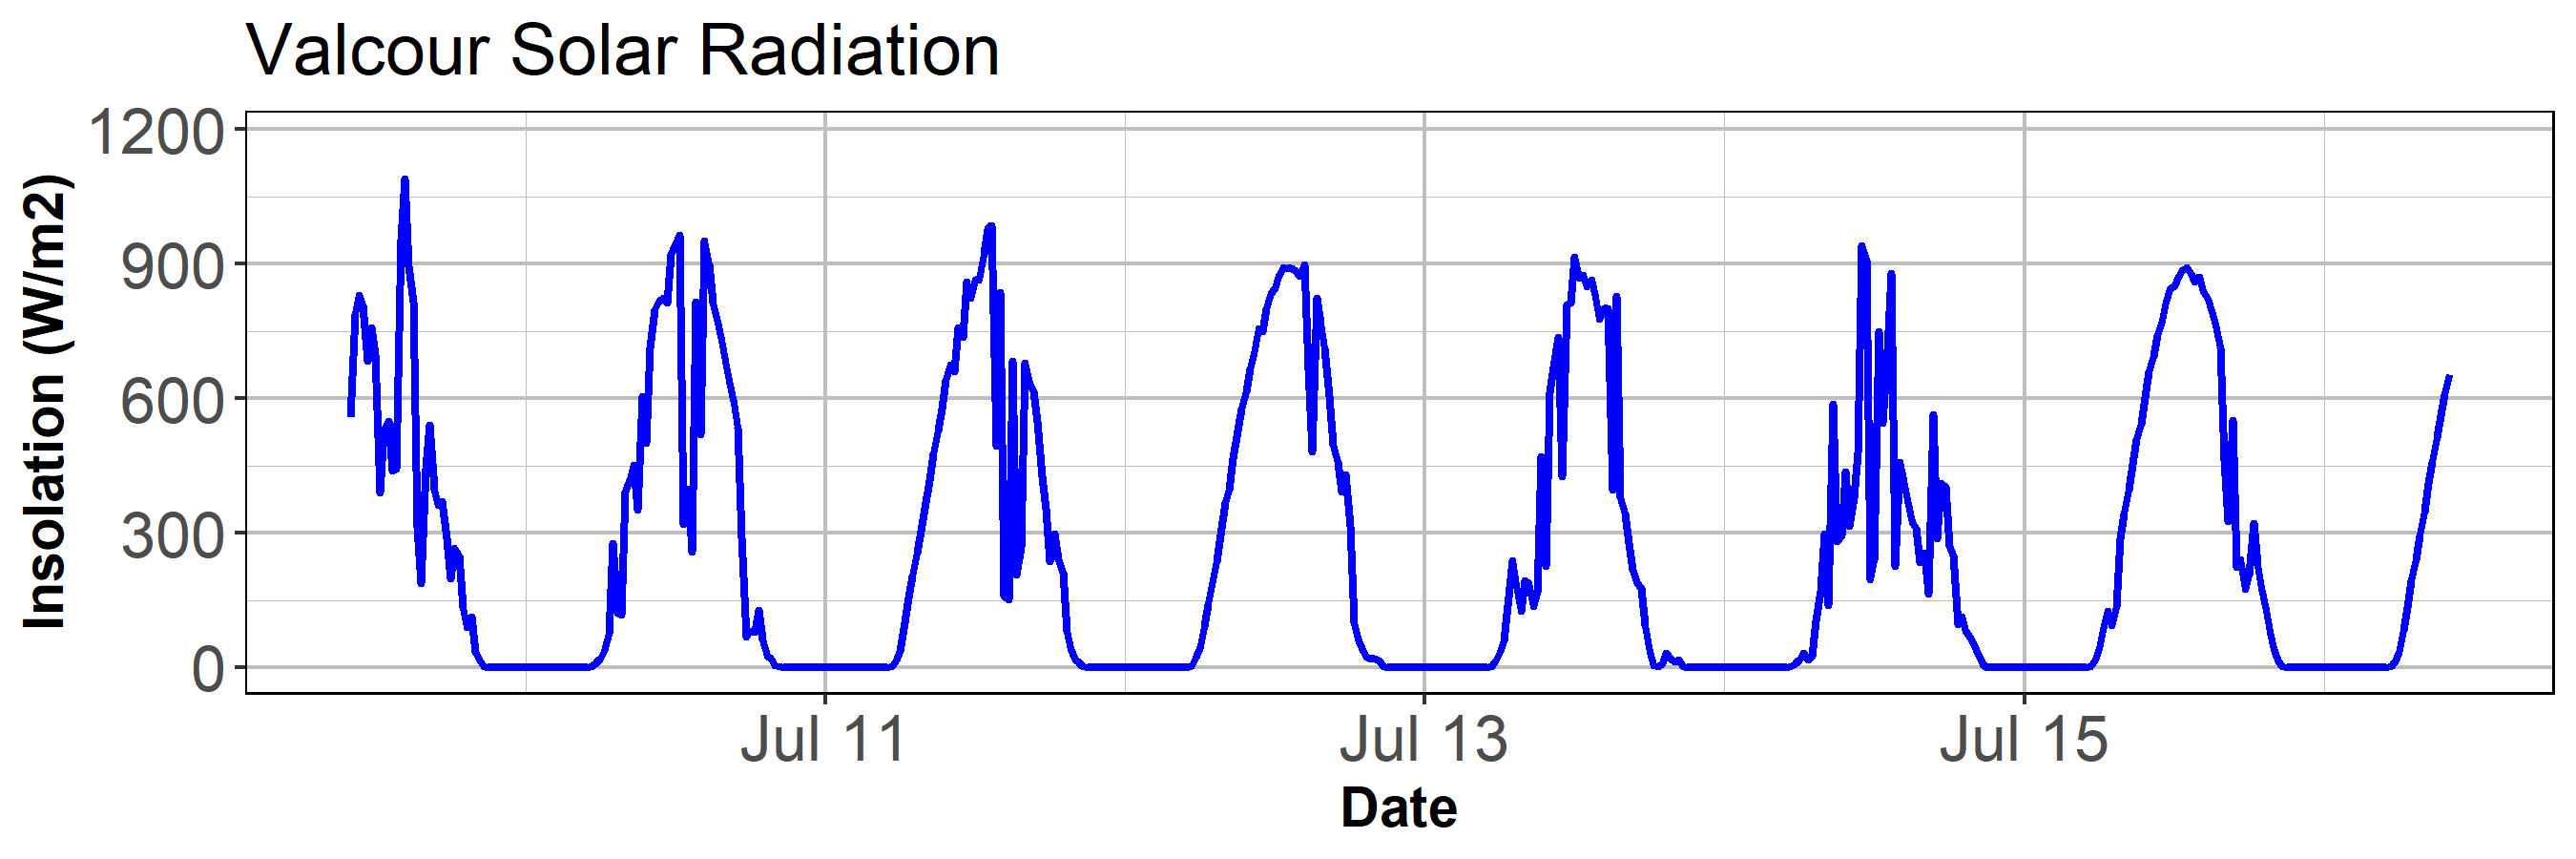 Valcour Solar Radiation
Insolation (W/m2)
1200
900
600
300
0
Jul 11
Jul 13
Jul 15
Date